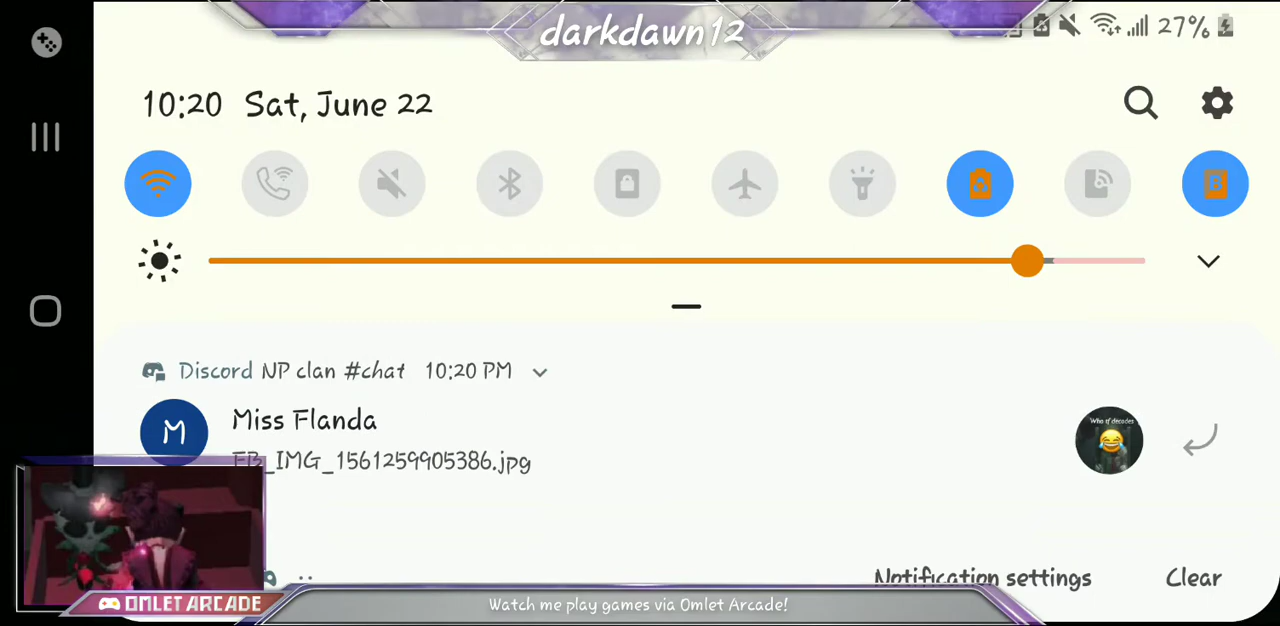 darkdawn12
27%
10:20 Sat, June 22
Discord NP clan #chat 10:20 PM
M
Miss Flanda
Who of decades
FB_IMG_1561259905386.jpg
Notification settings
Clear
OMLET ARCADE
Watch me play games via Omlet Arcade!